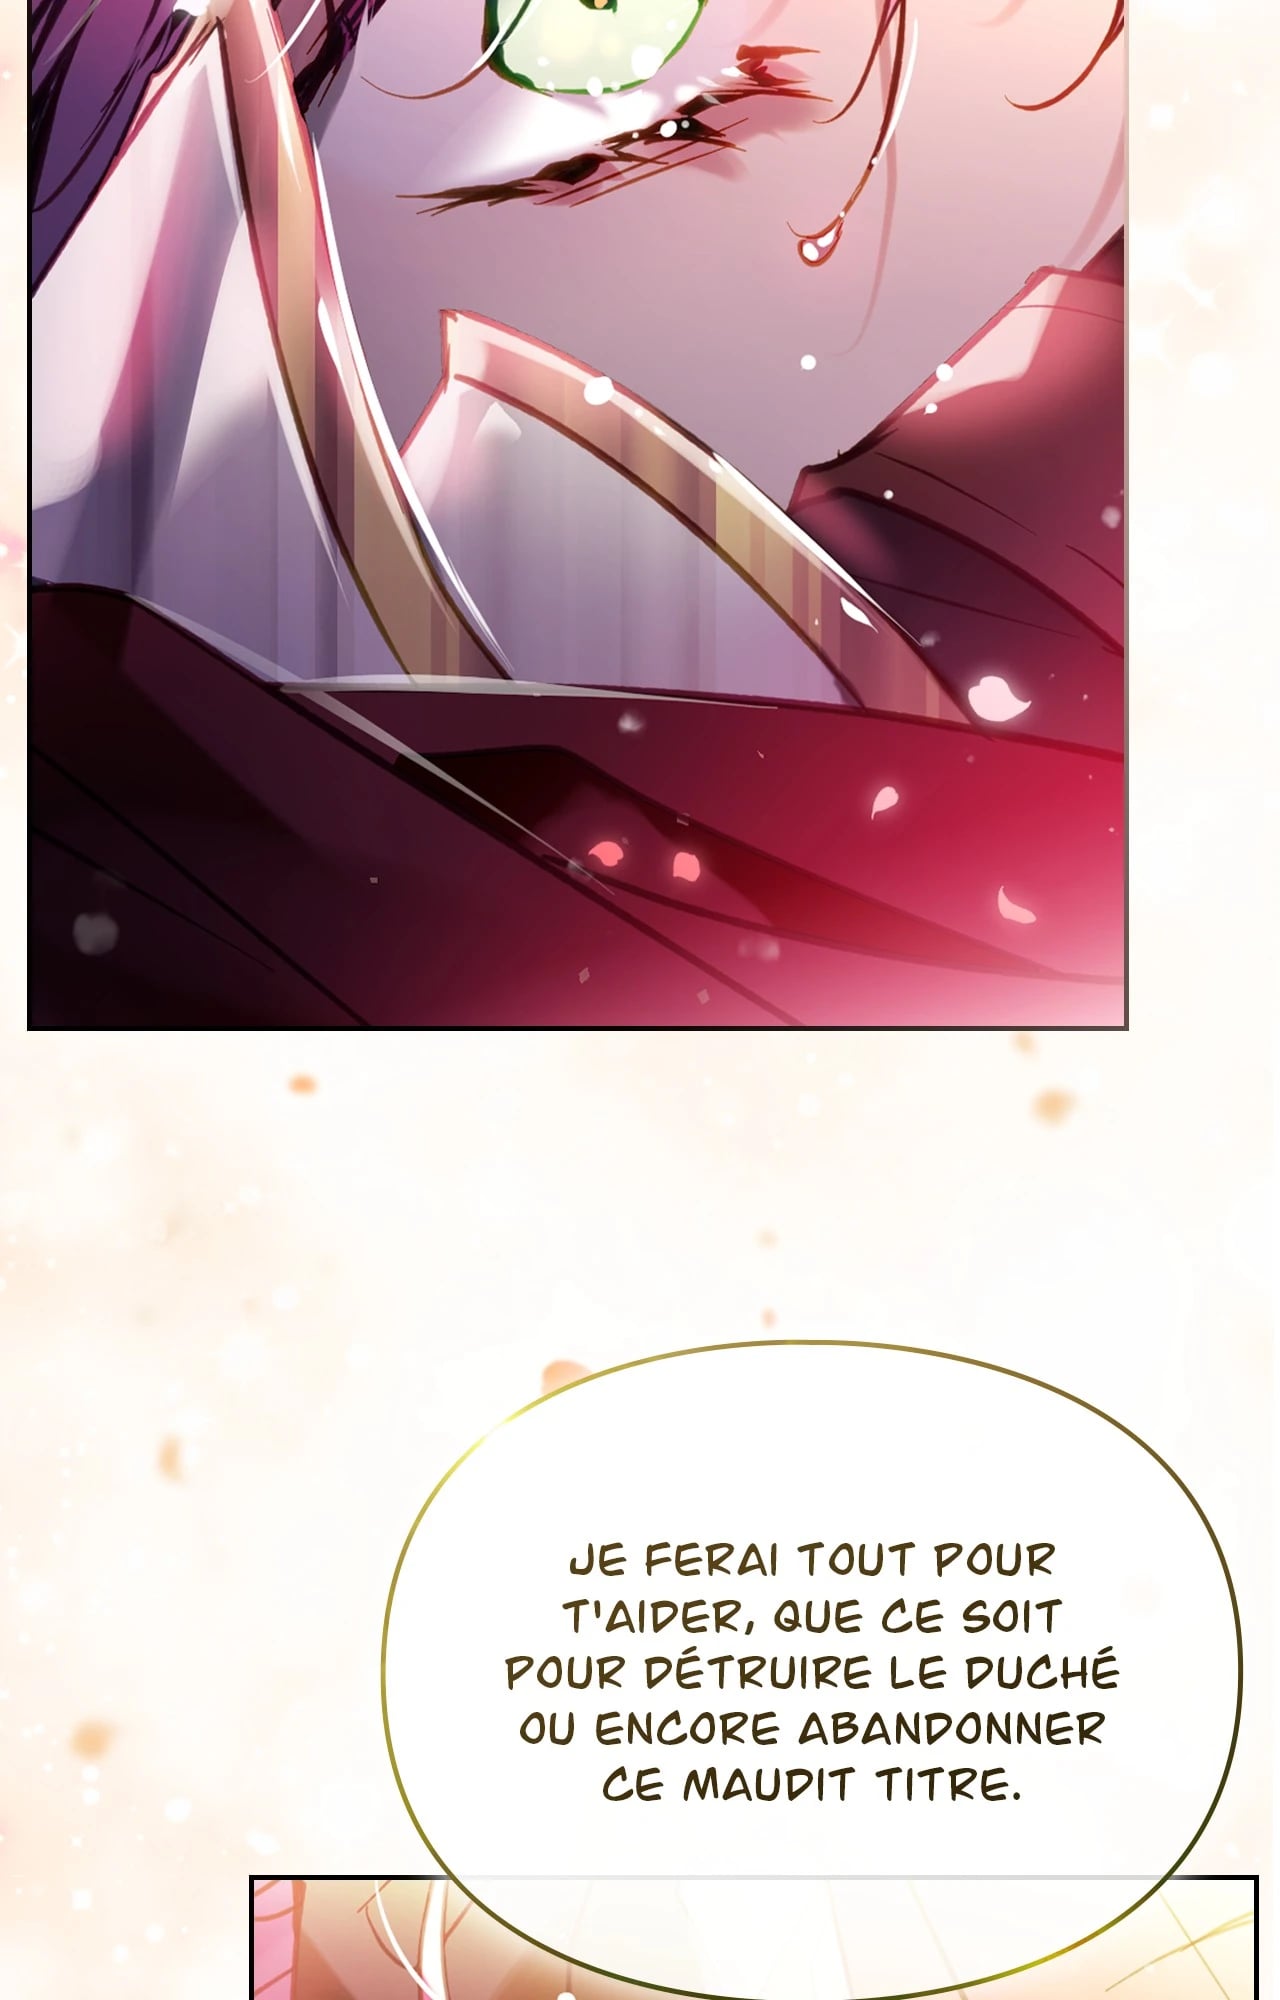 JE FERAI TOUT POUR
T'AIDER, QUE CE SOIT
POUR DÉTRUIRE LE DUCHÉ
OU ENCORE ABANDONNER
CE MAUDIT TITRE.